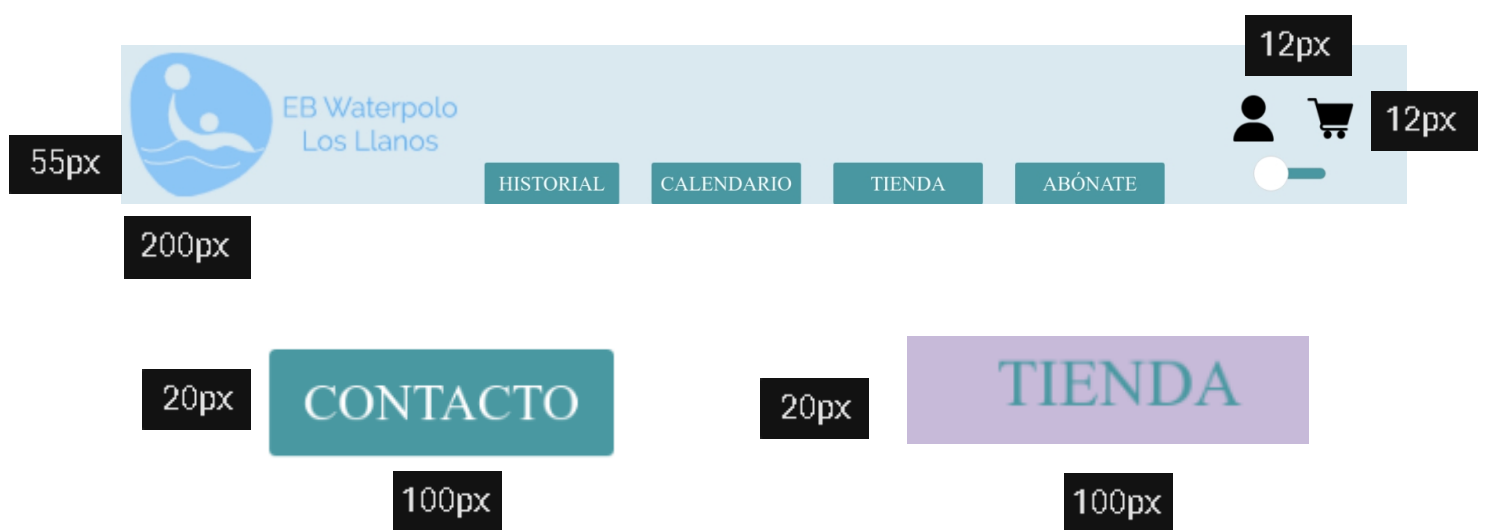 12px
EB Waterpolo
Los Llanos
12px
55px
HISTORIAL
CALENDARIO
TIENDA
ABÓNATE
200px
20px
CONTACTO
20px
TIENDA
100px
100px